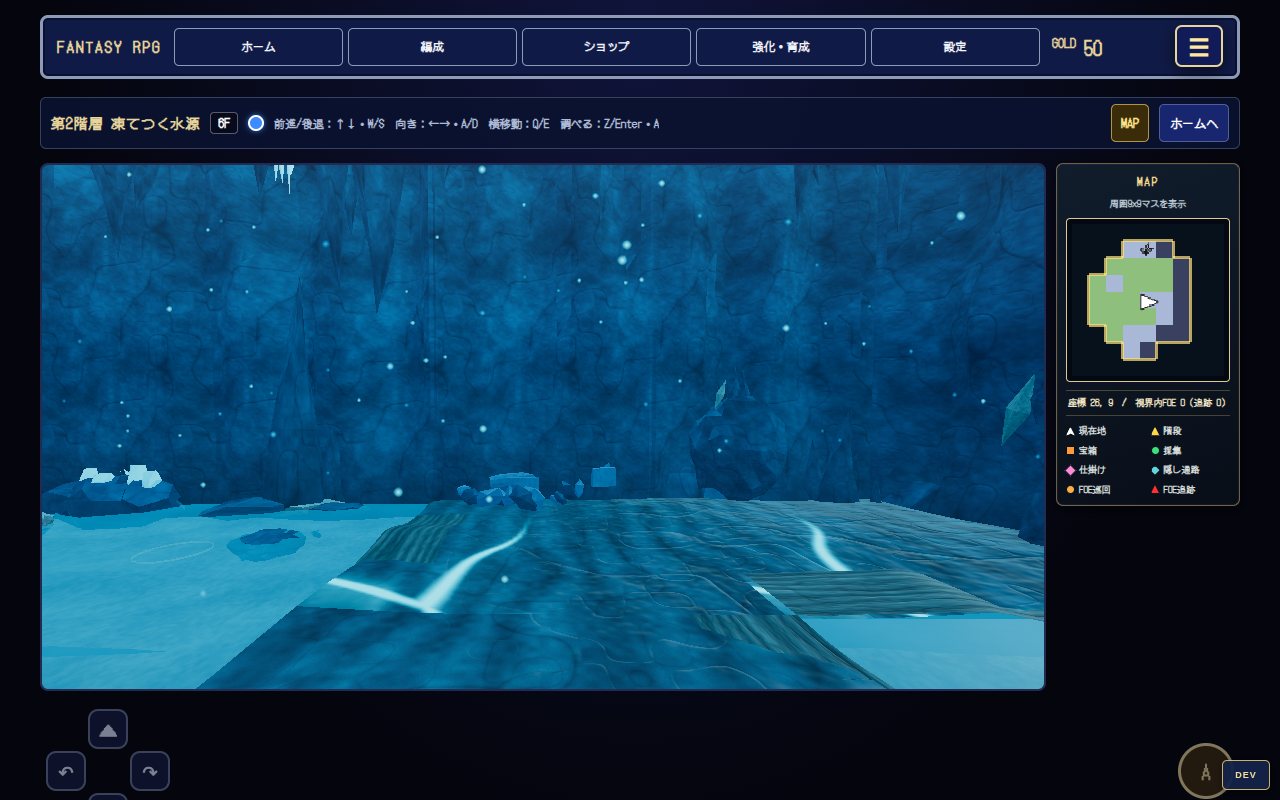 FANTASY RPG
ホーム
編成
ショップ
強化・育成
設定
GOLD 50
第2階層 凍てつく水源 6F 前進/後退：↑↓・W/S 向き：←→・A/D 横移動：Q/E 調べる：Z/Enter・A
MAP
ホームへ
MAP
周囲9x9マスを表示
座標 26, 9 / 視界内FOE 0 (追跡 0)
現在地
階段
宝箱
採集
仕掛け
隠し通路
FOE巡回
FOE追跡
A
DEV